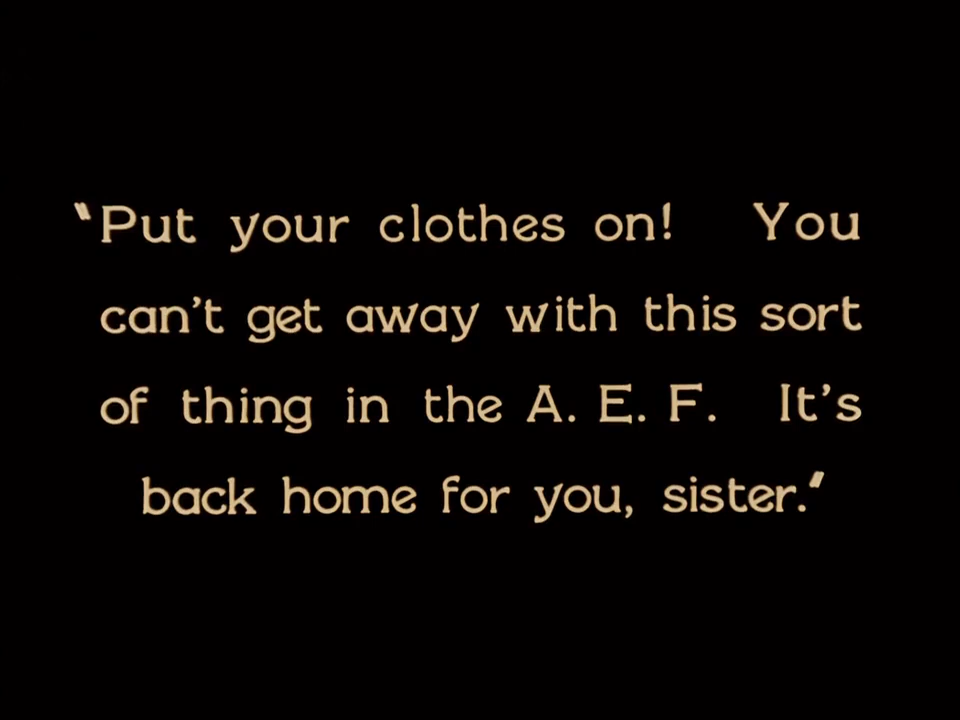 "Put your clothes on! You
can't get away with this sort
of thing in the A. E. F. It's
back home for you, sister."